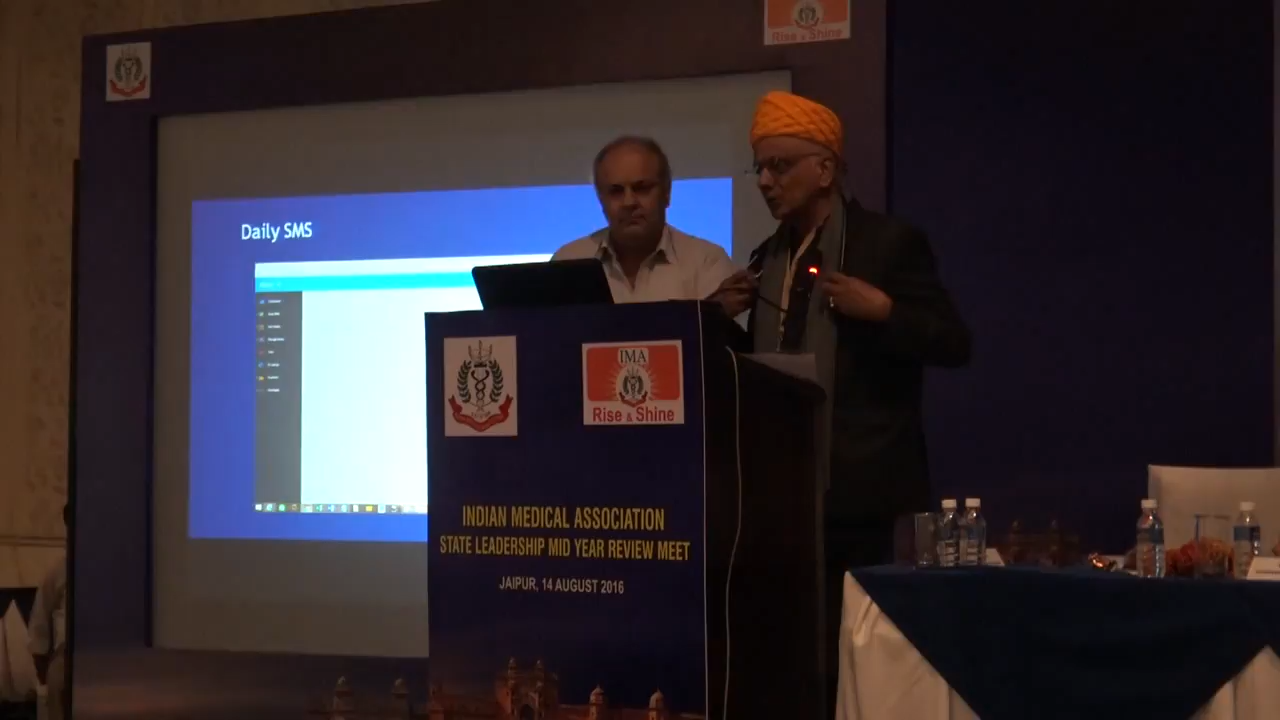 Rise & Shine
Daily SMS
IMA
Rise & Shine
INDIAN MEDICAL ASSOCIATION
STATE LEADERSHIP MID YEAR REVIEW MEET
JAIPUR, 14 AUGUST 2016